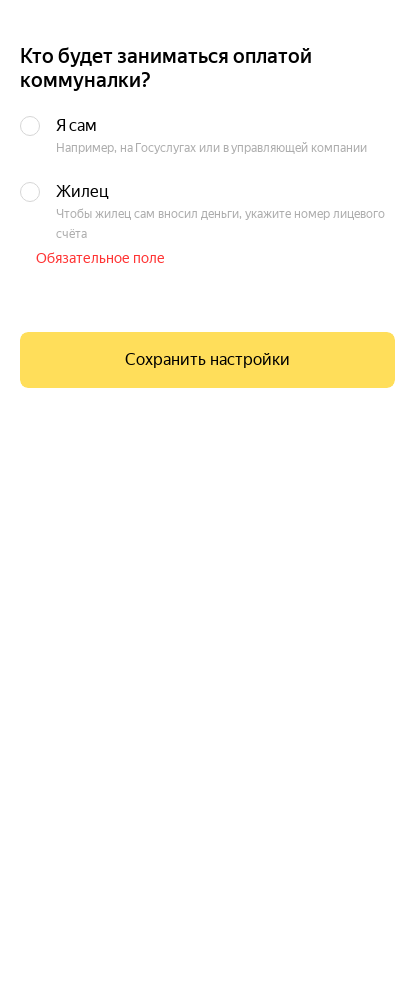 Кто будет заниматься оплатой
коммуналки?
Я сам
Например, на Госуслугах или в управляющей компании
Жилец
Чтобы жилец сам вносил деньги, укажите номер лицевого
счёта
Обязательное поле
Сохранить настройки